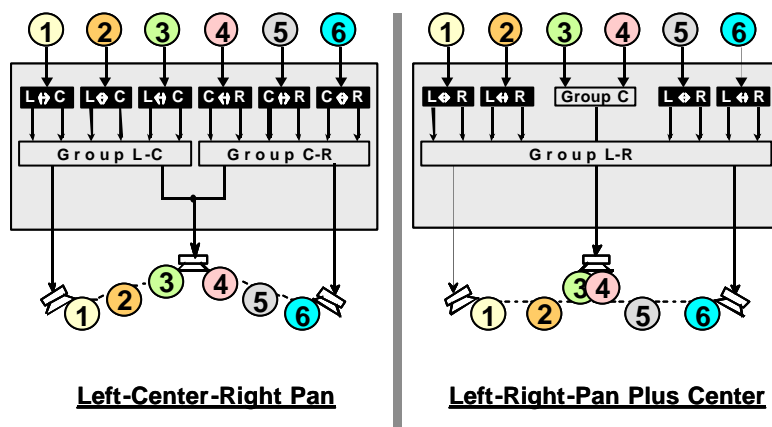 1 2 3 4 5 6
L C L C L C C R C R C R
Group L-C Group C-R
3 4
2 5
1 6
Left-Center-Right Pan
1 2 3 4 5 6
L R L R Group C L R L R
Group L-R
3 4
1 2 5 6
Left-Right-Pan Plus Center